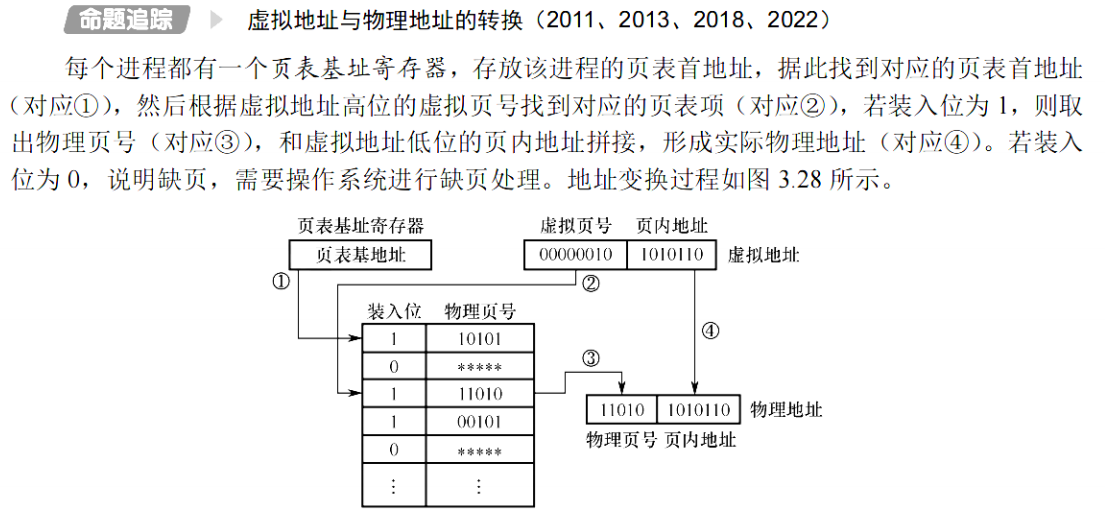 命题追踪 虚拟地址与物理地址的转换（2011、2013、2018、2022）
每个进程都有一个页表基址寄存器，存放该进程的页表首地址，据此找到对应的页表首地址
（对应①），然后根据虚拟地址高位的虚拟页号找到对应的页表项（对应②），若装入位为 1，则取
出物理页号（对应③），和虚拟地址低位的页内地址拼接，形成实际物理地址（对应④）。若装入
位为 0，说明缺页，需要操作系统进行缺页处理。地址变换过程如图 3.28 所示。
页表基址寄存器 虚拟页号 页内地址
页表基地址 00000010 1010110 虚拟地址
① ②
装入位 物理页号
1 10101 ④
0 ***** ③
1 11010
11010 1010110 物理地址
1 00101
物理页号 页内地址
0 *****
⋮ ⋮